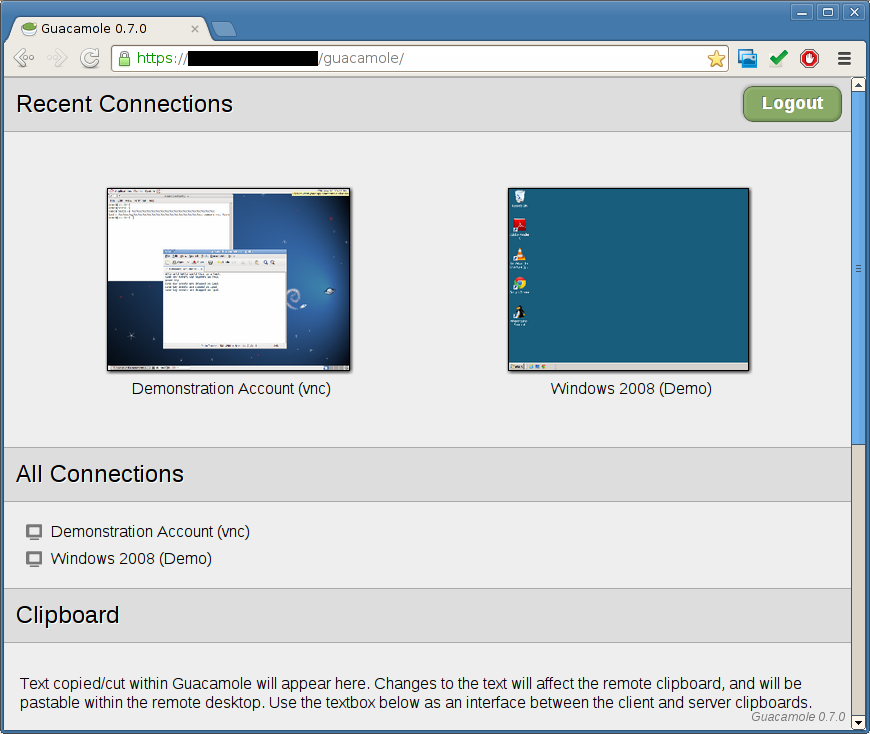 Guacamole 0.7.0
https://
/guacamole/
Recent Connections
Logout
Demonstration Account (vnc)
Windows 2008 (Demo)
All Connections
Demonstration Account (vnc)
Windows 2008 (Demo)
Clipboard
Text copied/cut within Guacamole will appear here. Changes to the text will affect the remote clipboard, and will be
pastable within the remote desktop. Use the textbox below as an interface between the client and server clipboards.
Guacamole 0.7.0